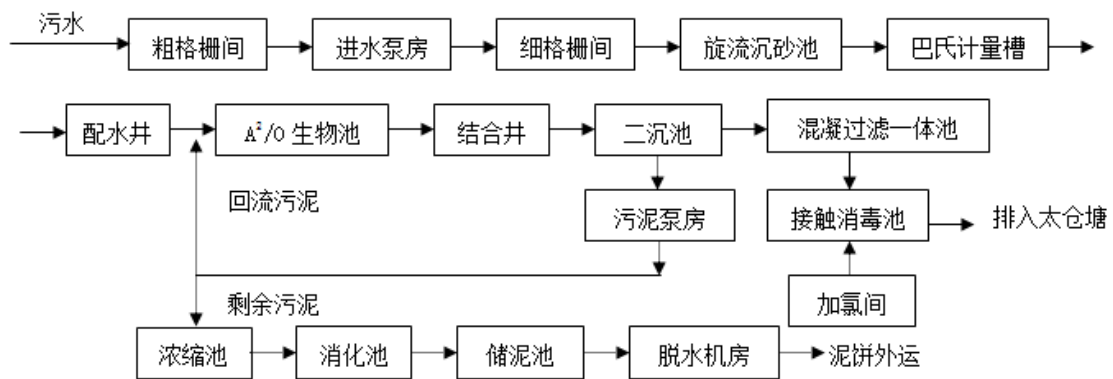 污水
粗格栅间
进水泵房
细格栅间
旋流沉砂池
巴氏计量槽
配水井
A²/O 生物池
结合井
二沉池
混凝过滤一体池
回流污泥
污泥泵房
接触消毒池
排入太仓塘
剩余污泥
加氯间
浓缩池
消化池
储泥池
脱水机房
泥饼外运